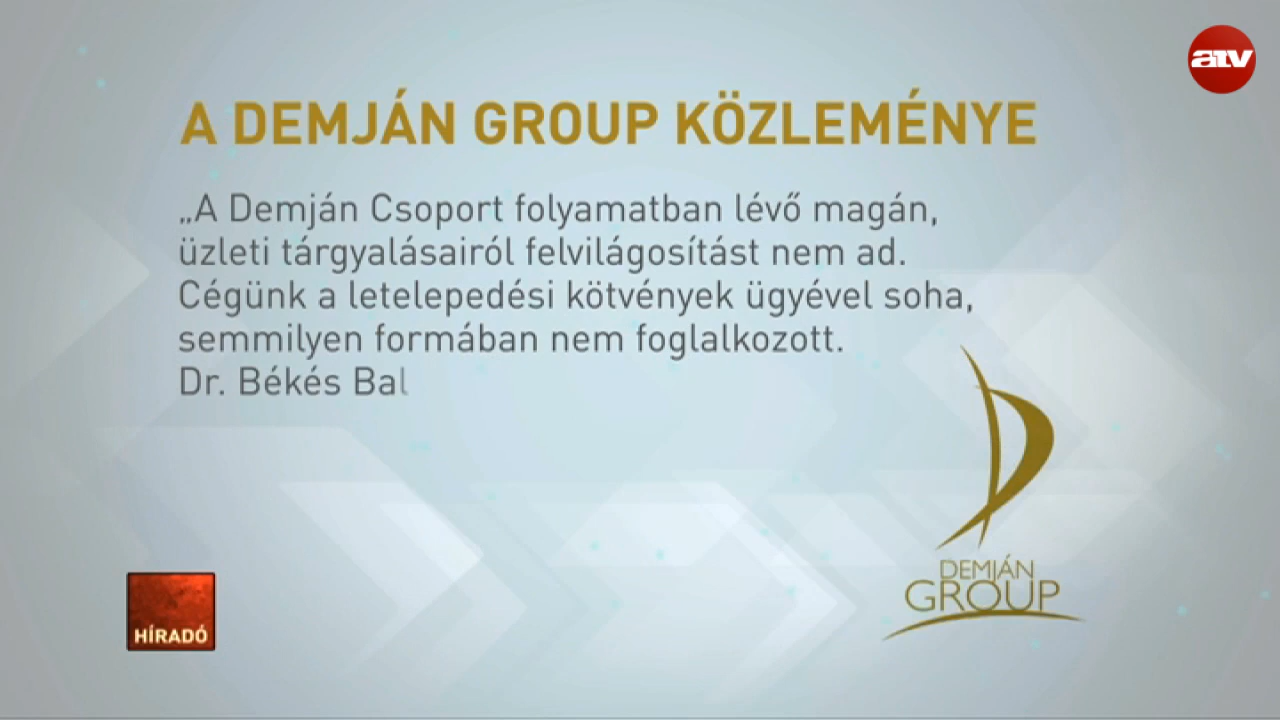 atv
A DEMJÁN GROUP KÖZLEMÉNYE
„A Demján Csoport folyamatban lévő magán,
üzleti tárgyalásairól felvilágosítást nem ad.
Cégünk a letelepedési kötvények ügyével soha,
semmilyen formában nem foglalkozott.
Dr. Békés Bal
DEMJÁN
GROUP
HÍRADÓ